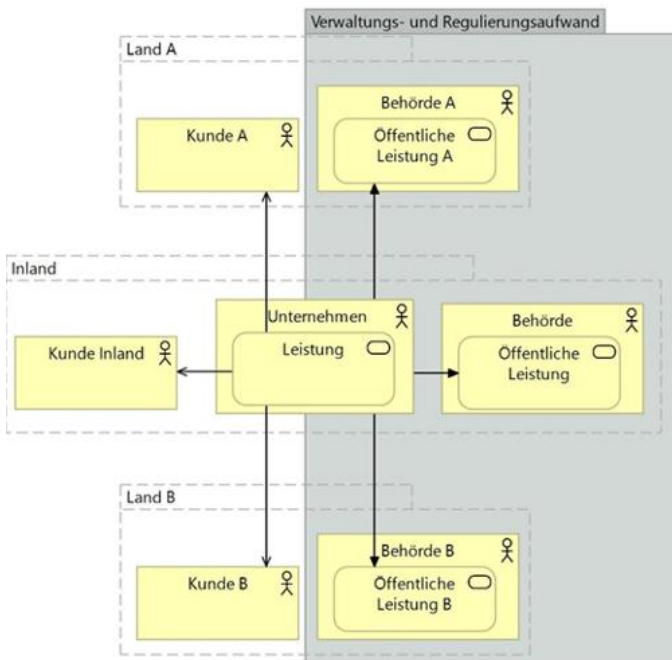 Verwaltungs- und Regulierungsaufwand
Land A
Behörde A
Kunde A
Öffentliche
Leistung A
Inland
Unternehmen
Behörde
Kunde Inland
Leistung
Öffentliche
Leistung
Land B
Behörde B
Kunde B
Öffentliche
Leistung B